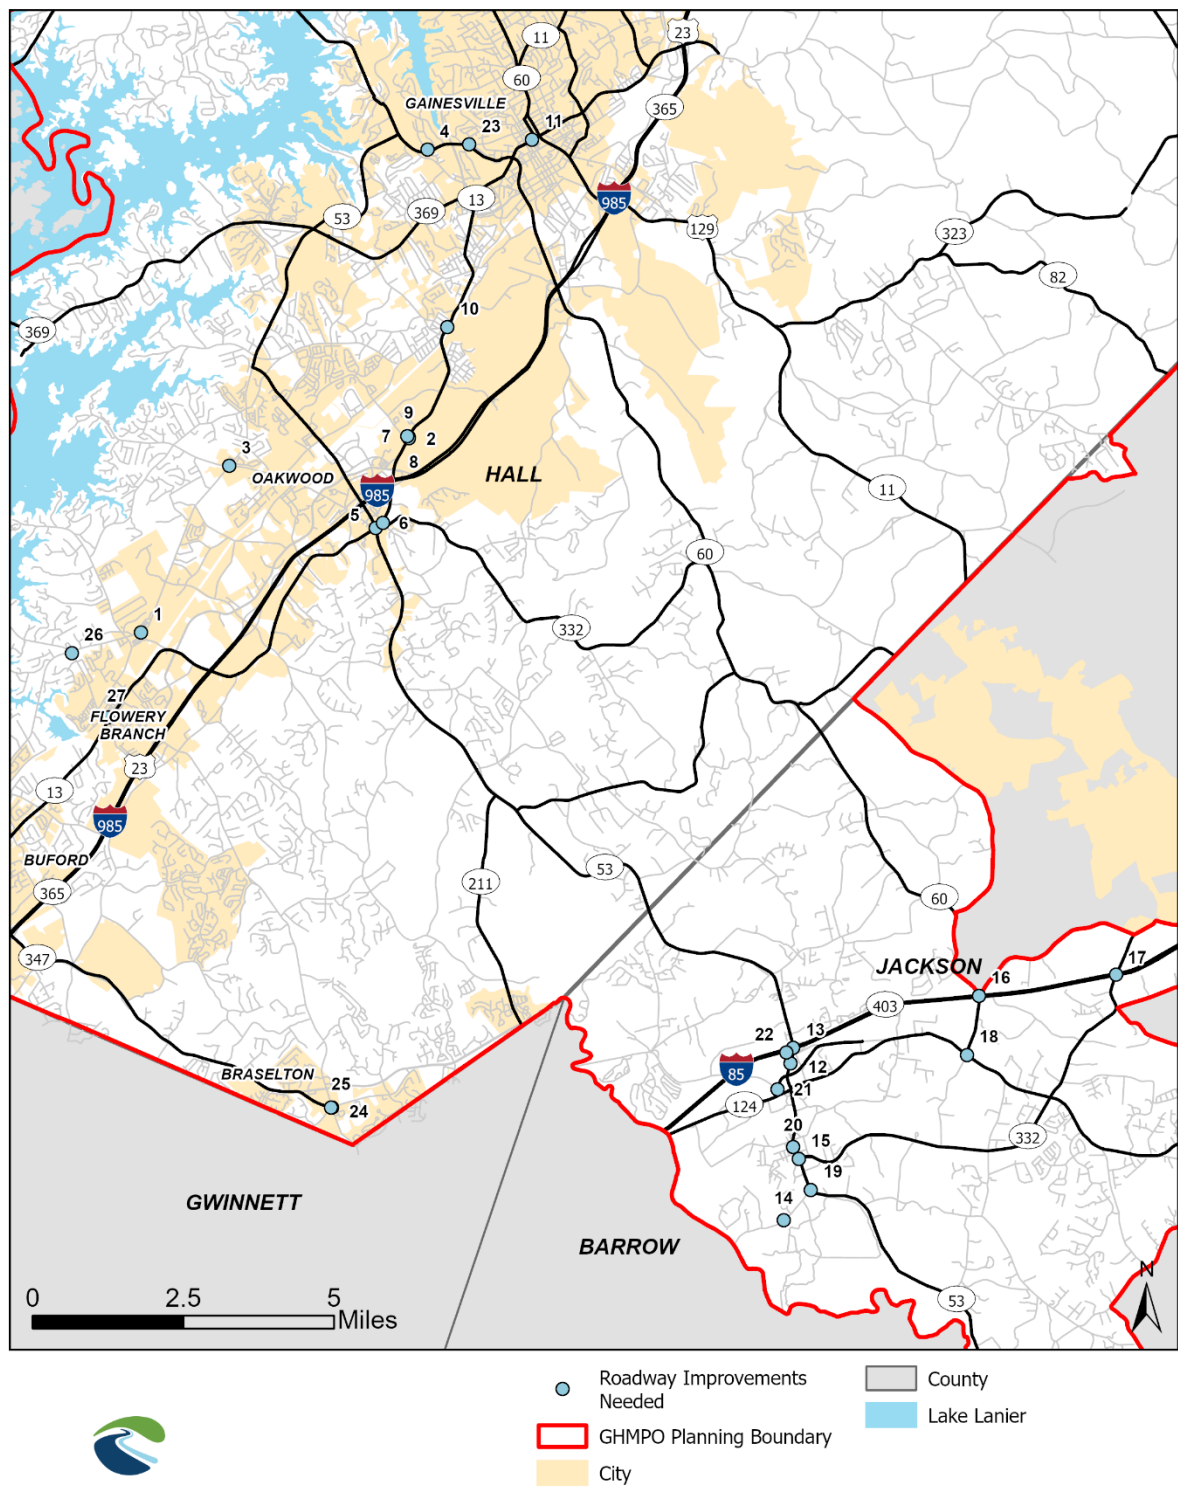 23
11
60
365
GAINESVILLE
4
23
11
985
13
369
53
129
323
82
369
10
9
7
2
8
3
OAKWOOD
HALL
985
11
5
6
60
332
1
26
27
FLOWERY
BRANCH
23
13
985
BUFORD
365
53
211
60
347
JACKSON
17
16
403
13
22
18
12
85
BRASELTON
25
21
124
24
20
15
332
19
14
GWINNETT
BARROW
N
53
0 2.5 5
Miles
Roadway Improvements
Needed
GHMPO Planning Boundary
City
County
Lake Lanier